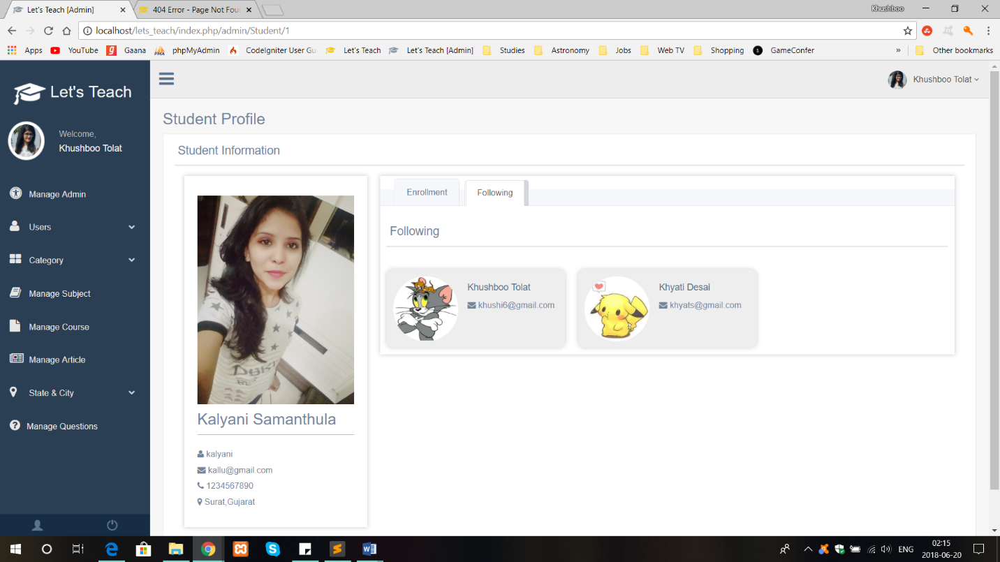 Let's Teach [Admin]
404 Error - Page Not Fou
Khushboo
localhost/lets_teach/index.php/admin/Student/1
Apps YouTube Gaana phpMyAdmin CodeIgniter User Gu Let's Teach Let's Teach [Admin] Studies Astronomy Jobs Web TV Shopping GameConfer » Other bookmarks
Let's Teach
Khushboo Tolat
Welcome,
Khushboo Tolat
Manage Admin
Users
Category
Manage Subject
Manage Course
Manage Article
State & City
Manage Questions
Student Profile
Student Information
Kalyani Samanthula
kalyani
kallu@gmail.com
1234567890
Surat,Gujarat
Enrollment Following
Following
Khushboo Tolat
khushi6@gmail.com
Khyati Desai
khyats@gmail.com
ENG
02:15
2018-06-20